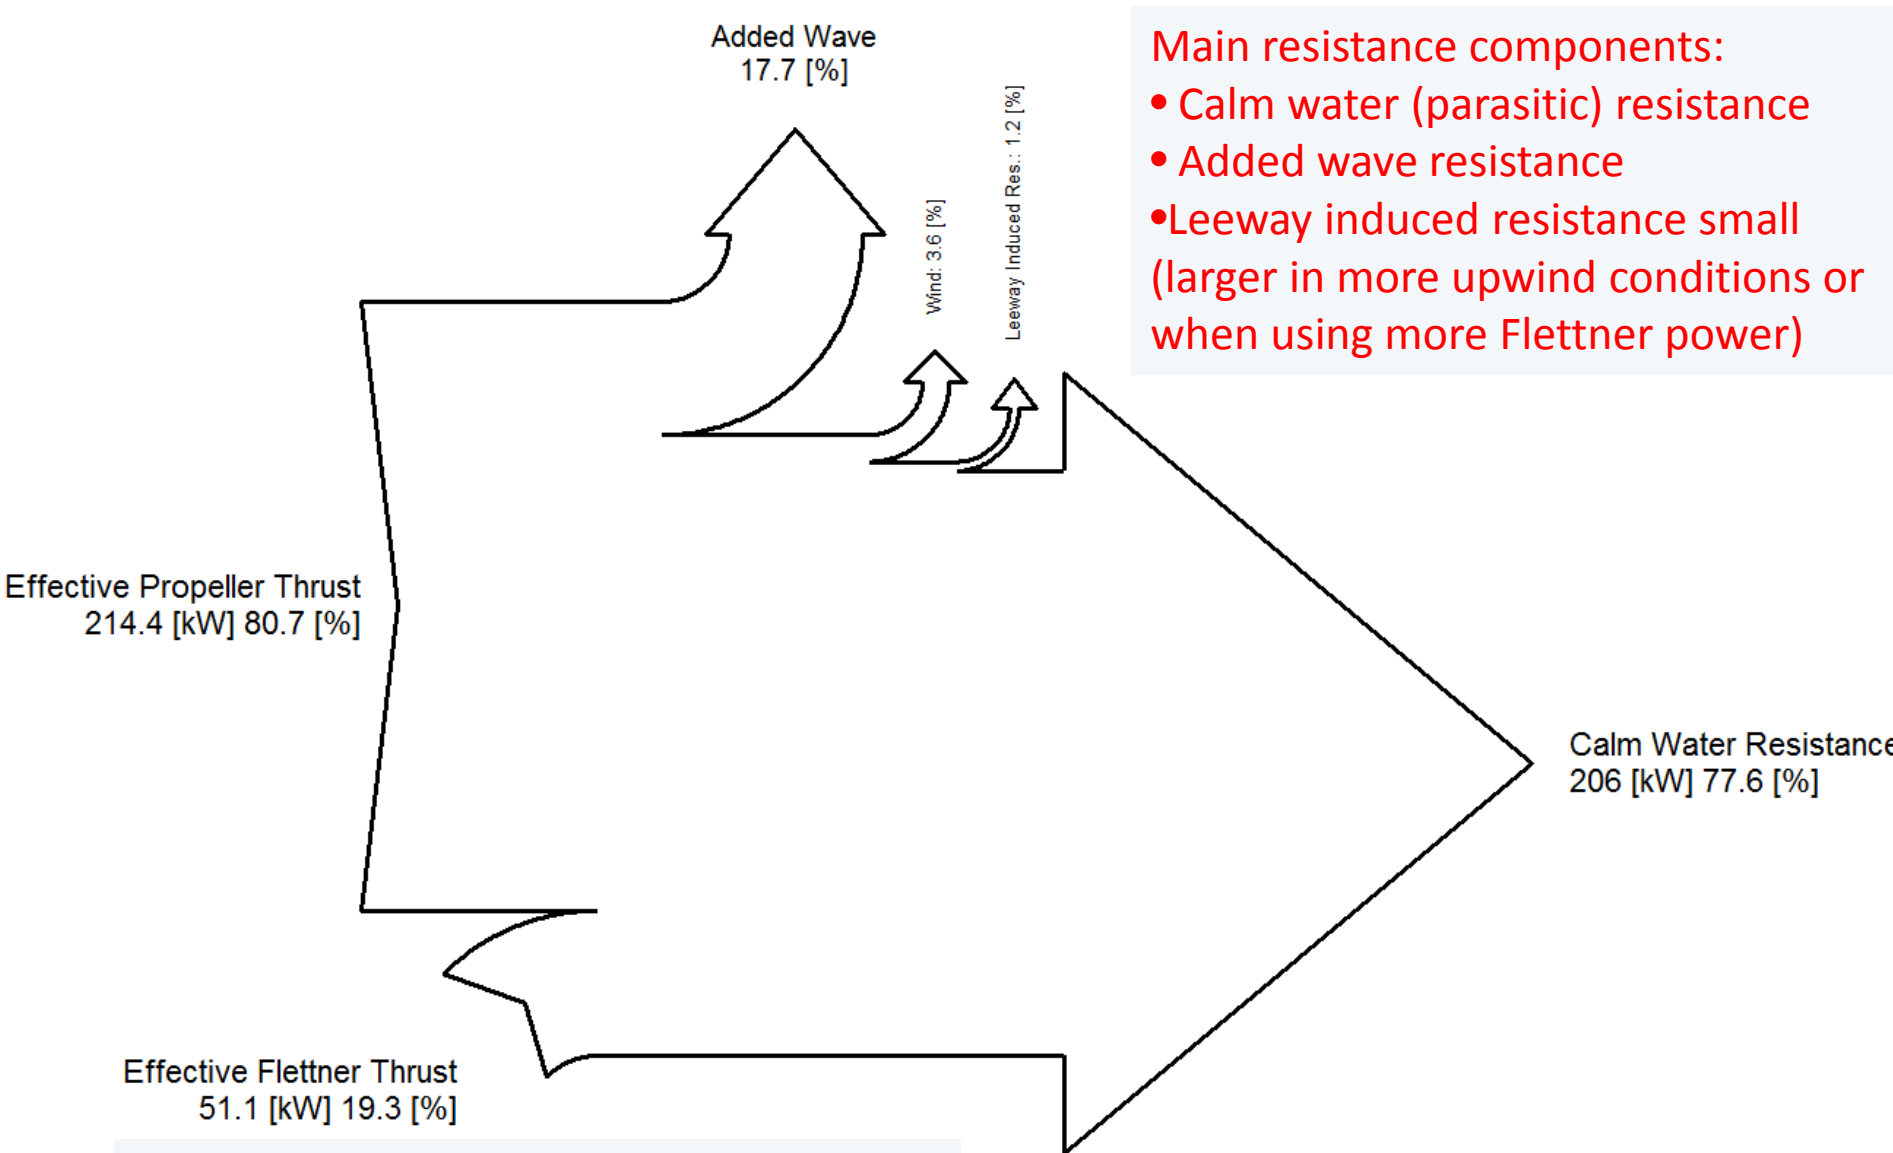 Added Wave
17.7 [%]
Wind: 3.6 [%]
Leeway Induced Res.: 1.2 [%]
Main resistance components:
• Calm water (parasitic) resistance
• Added wave resistance
•Leeway induced resistance small
(larger in more upwind conditions or
when using more Flettner power)
Effective Propeller Thrust
214.4 [kW] 80.7 [%]
Calm Water Resistance
206 [kW] 77.6 [%]
Effective Flettner Thrust
51.1 [kW] 19.3 [%]